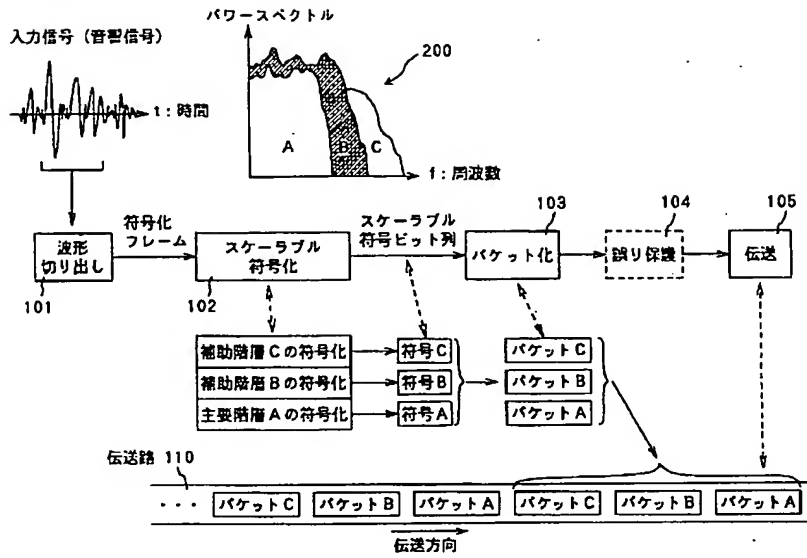 パワースペクトル
入力信号（音響信号）
200
t：時間
A
B
C
f：周波数
103
104
105
符号化
フレーム
スケーラブル
符号ビット列
波形
切り出し
スケーラブル
符号化
パケット化
誤り保護
伝送
101
102
補助階層Cの符号化
符号C
パケットC
補助階層Bの符号化
符号B
パケットB
主要階層Aの符号化
符号A
パケットA
伝送路 110
・・・ パケットC パケットB パケットA パケットC パケットB パケットA
伝送方向